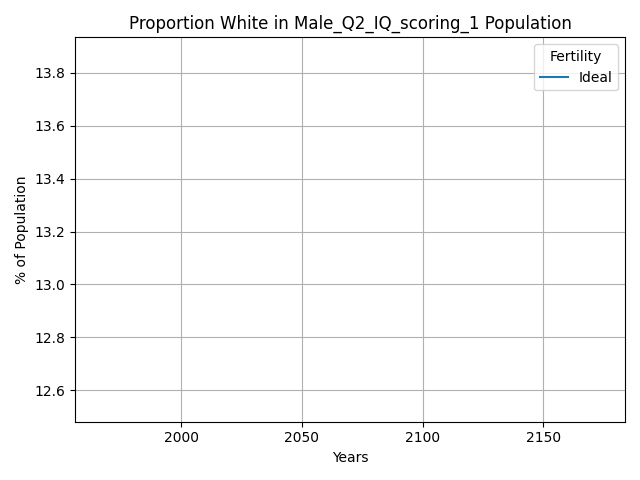 Proportion White in Male_Q2_IQ_scoring_1 Population
Fertility
Ideal
% of Population
13.8
13.6
13.4
13.2
13.0
12.8
12.6
2000 2050 2100 2150
Years